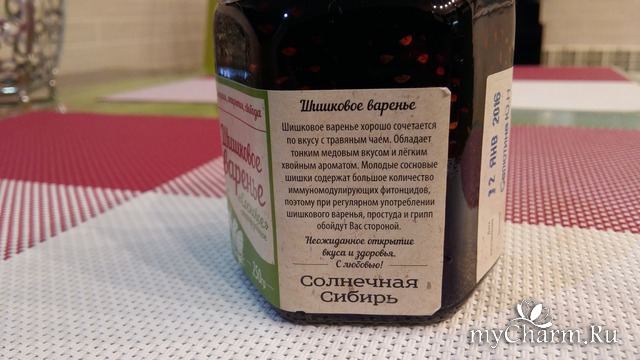 Шишковое варенье
Шишковое варенье хорошо сочетается
по вкусу с травяным чаем. Обладает
тонким медовым вкусом и лёгким
хвойным ароматом. Молодые сосновые
шишки содержат большое количество
иммуномодулирующих фитонцидов,
поэтому при регулярном употреблении
шишкового варенья, простуда и грипп
обойдут Вас стороной.
Неожиданное открытие
вкуса и здоровья.
С любовью!
Солнечная
Сибирь
Шишковое
варенье
250г
12 ЯНВ 2016
myCharm.Ru